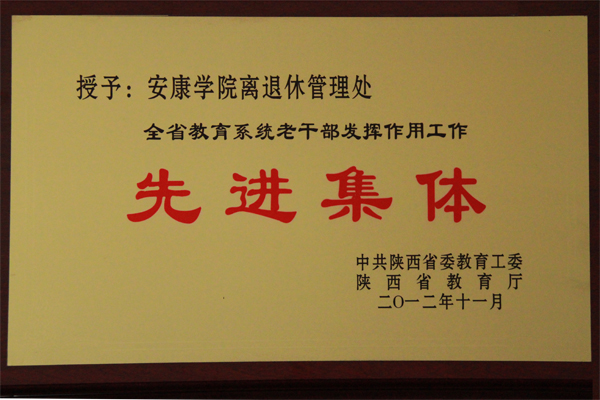 授予：安康学院离退休管理处
全省教育系统老干部发挥作用工作
先进集体
中共陕西省委教育工委
陕西省教育厅
二〇一二年十一月